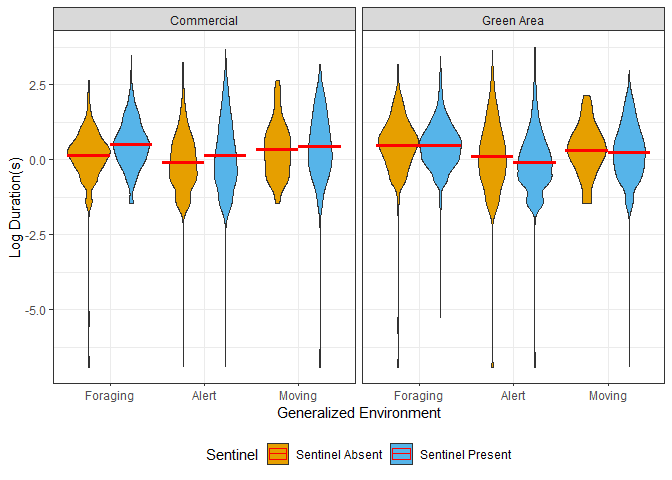 Commercial
Green Area
Log Duration(s)
2.5
0.0
-2.5
-5.0
Foraging
Alert
Moving
Foraging
Alert
Moving
Generalized Environment
Sentinel
Sentinel Absent
Sentinel Present